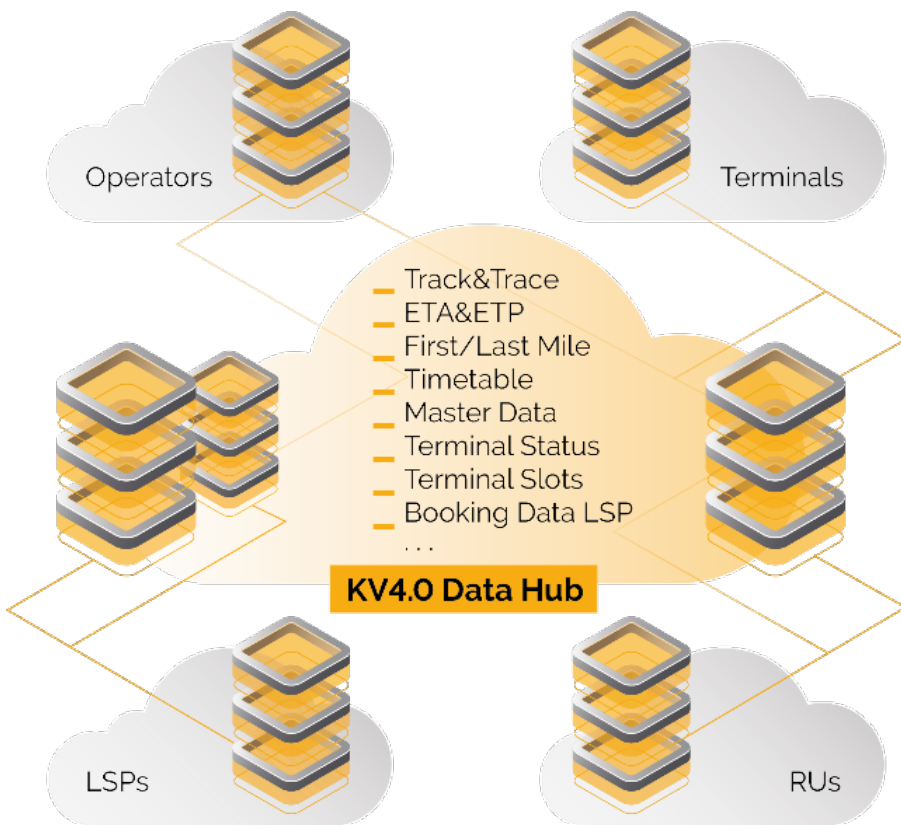 Operators
Terminals
Track&Trace
ETA&ETP
First/Last Mile
Timetable
Master Data
Terminal Status
Terminal Slots
Booking Data LSP
...
KV4.0 Data Hub
LSPs
RUs